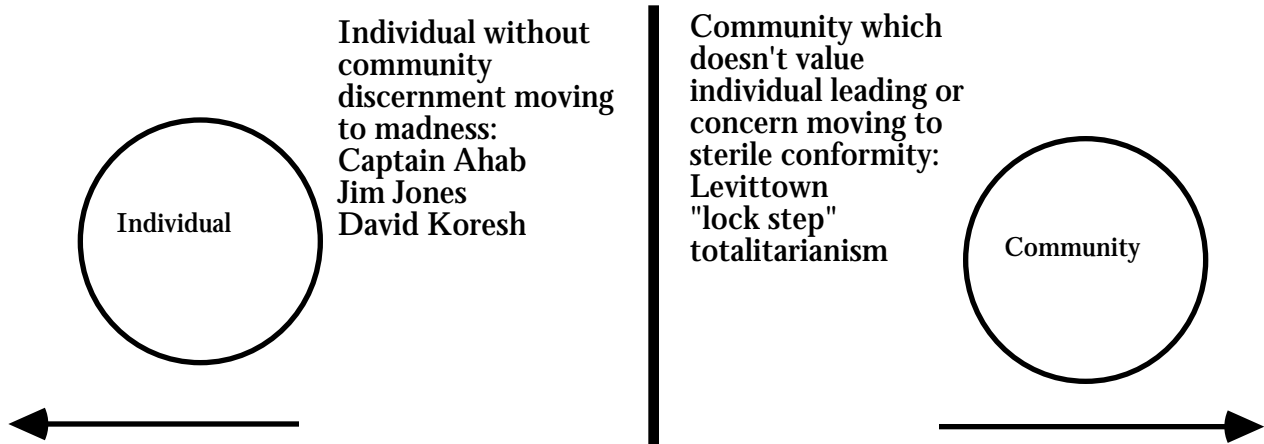 Individual without
community
discernment moving
to madness:
Captain Ahab
Jim Jones
David Koresh
Individual
Community which
doesn't value
individual leading or
concern moving to
sterile conformity:
Levittown
"lock step"
totalitarianism
Community